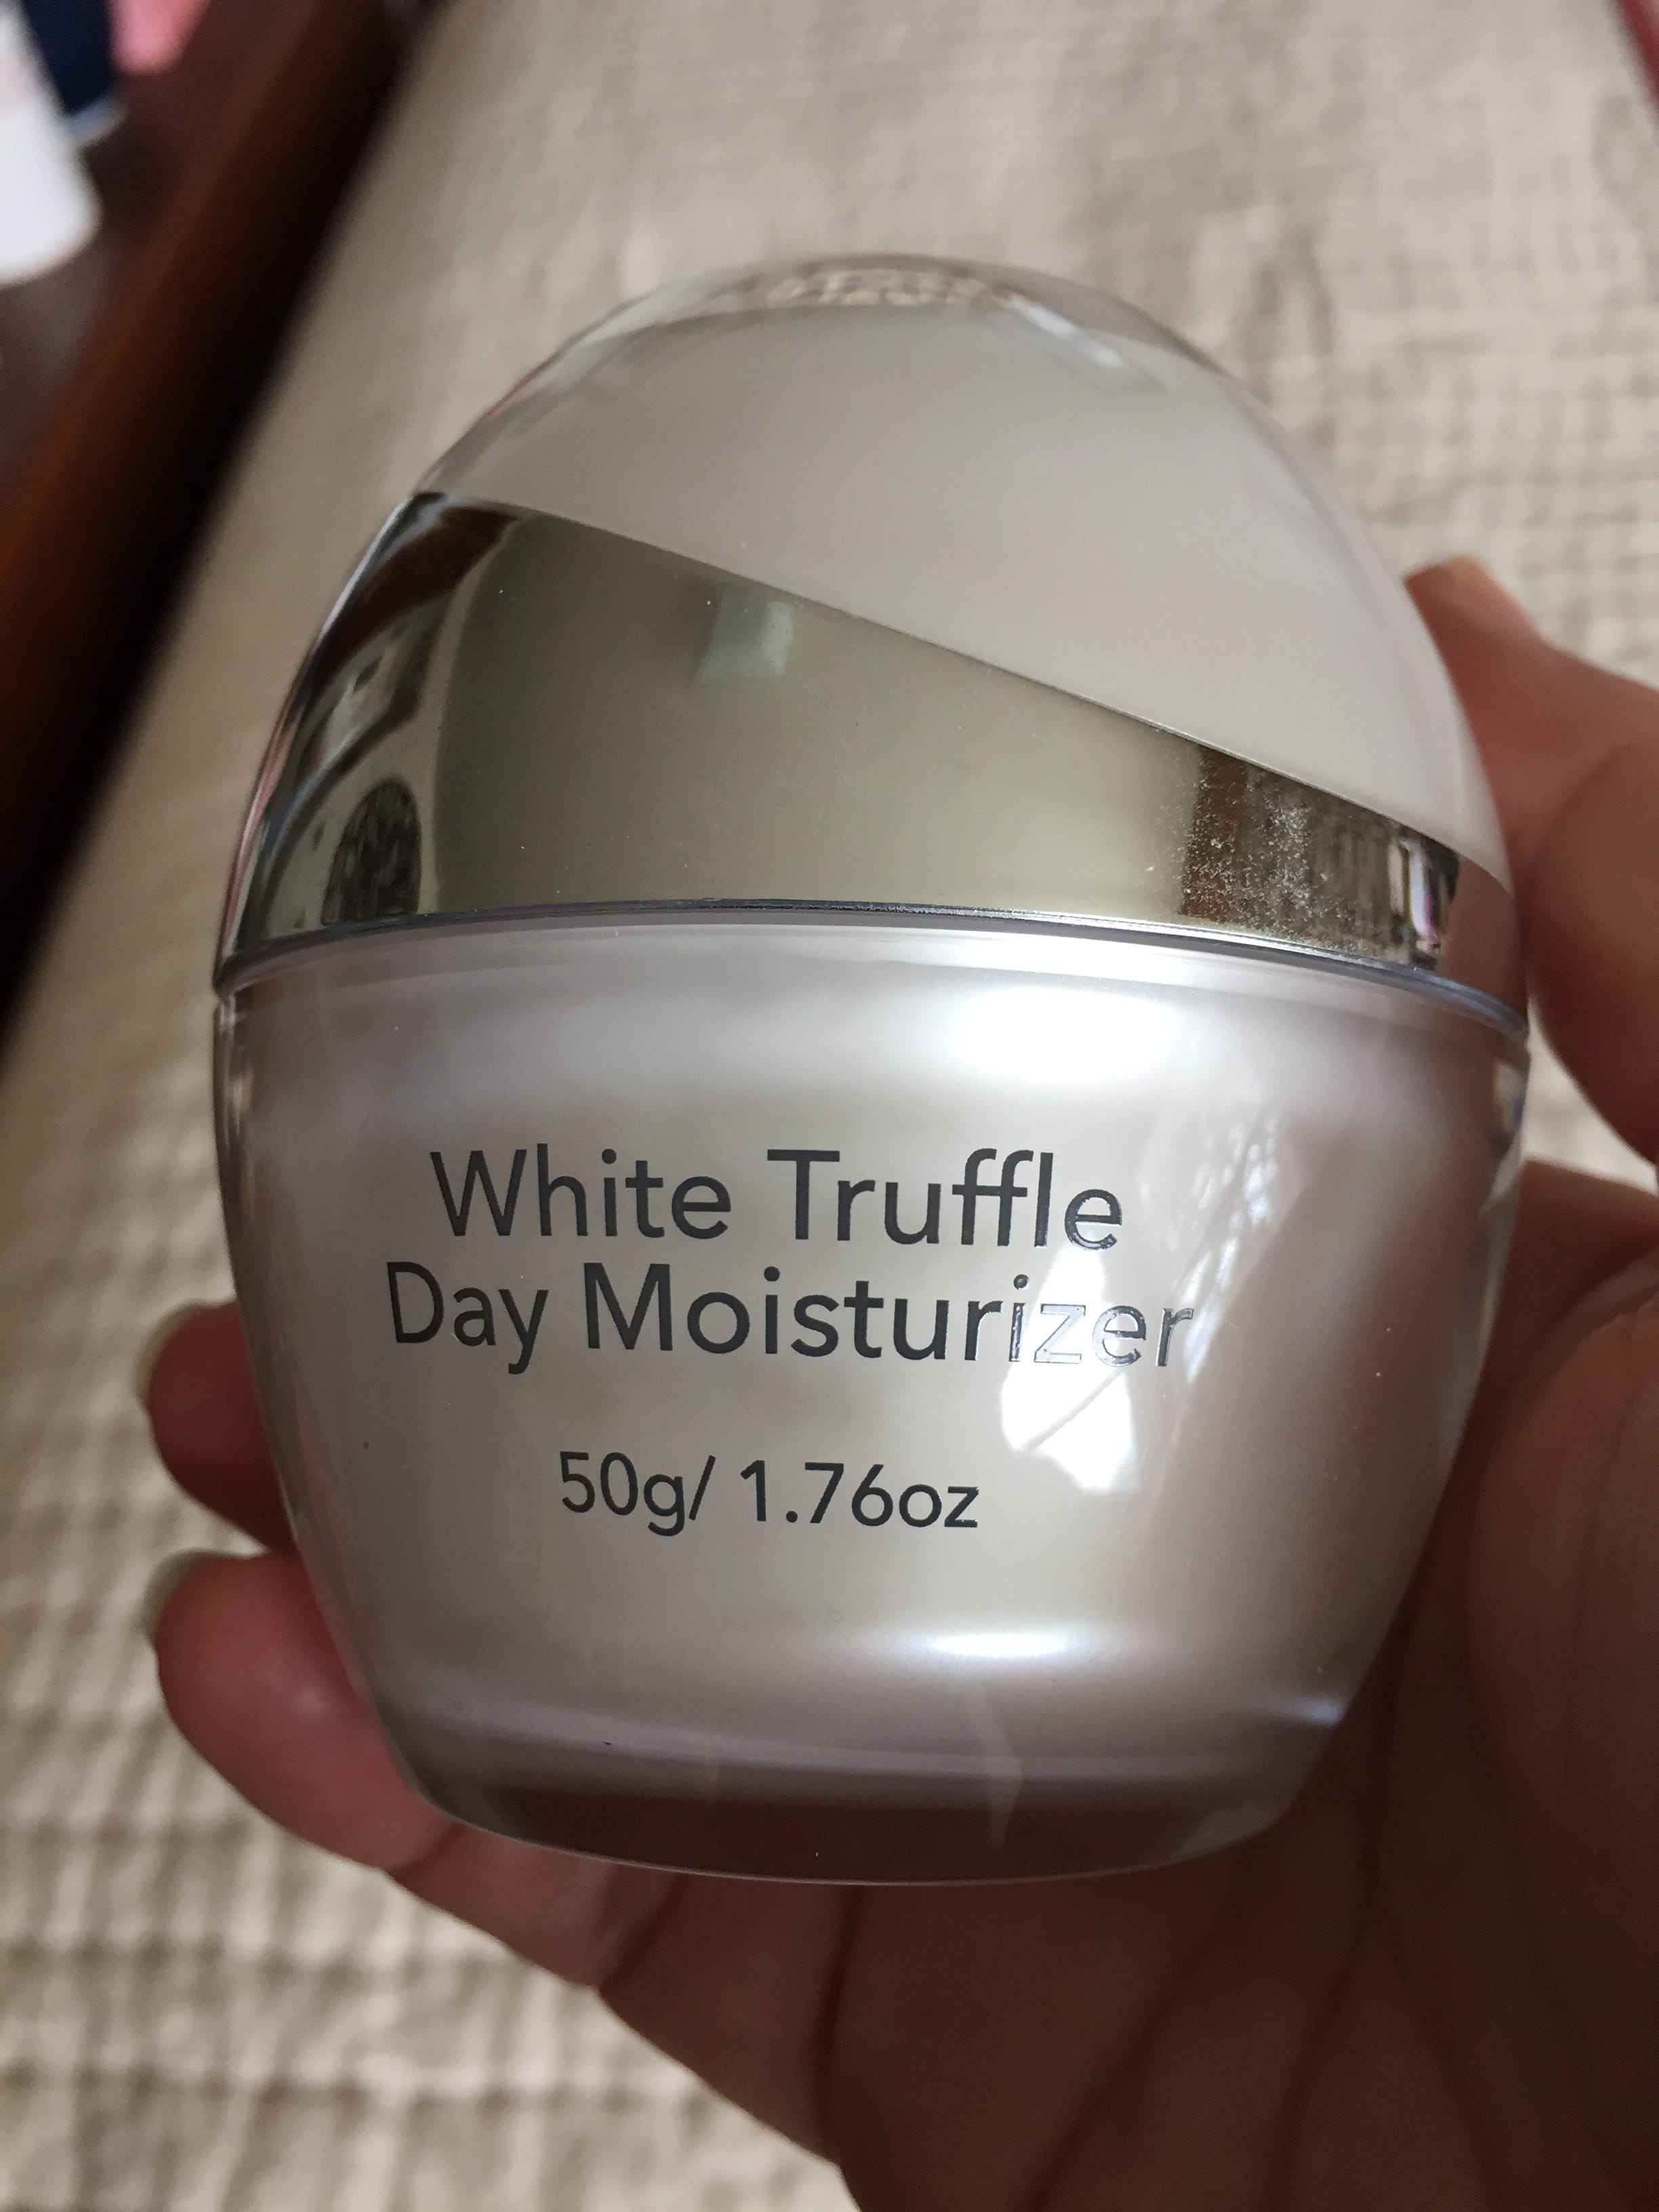 White Truffle
Day Moisturizer
50g/ 1.76oz